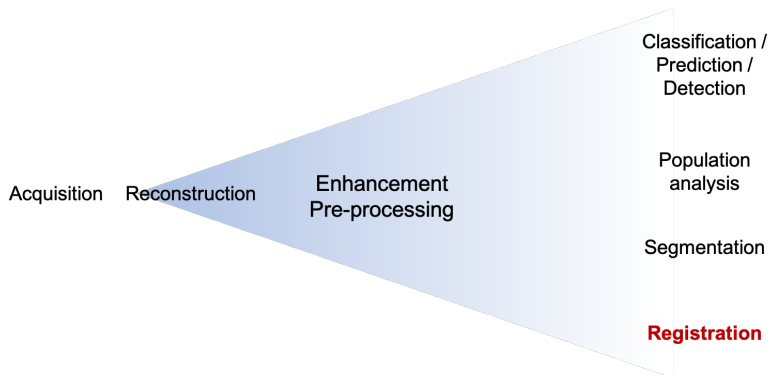 Acquisition
Reconstruction
Enhancement
Pre-processing
Classification /
Prediction /
Detection
Population
analysis
Segmentation
Registration